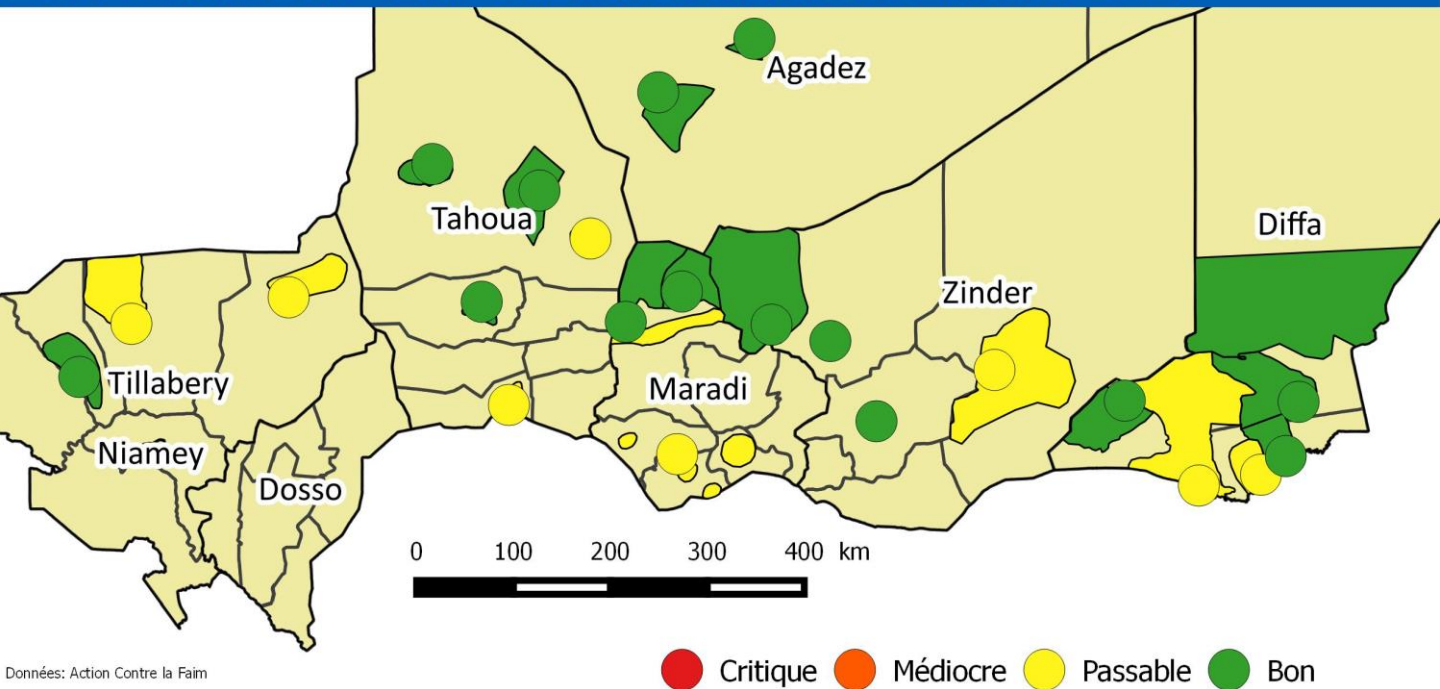 Agadez
Tahoua
Diffa
Zinder
Tillabery
Maradi
Niamey
Dosso
0 100 200 300 400 km
Données: Action Contre la Faim
Critique Médiocre Passable Bon